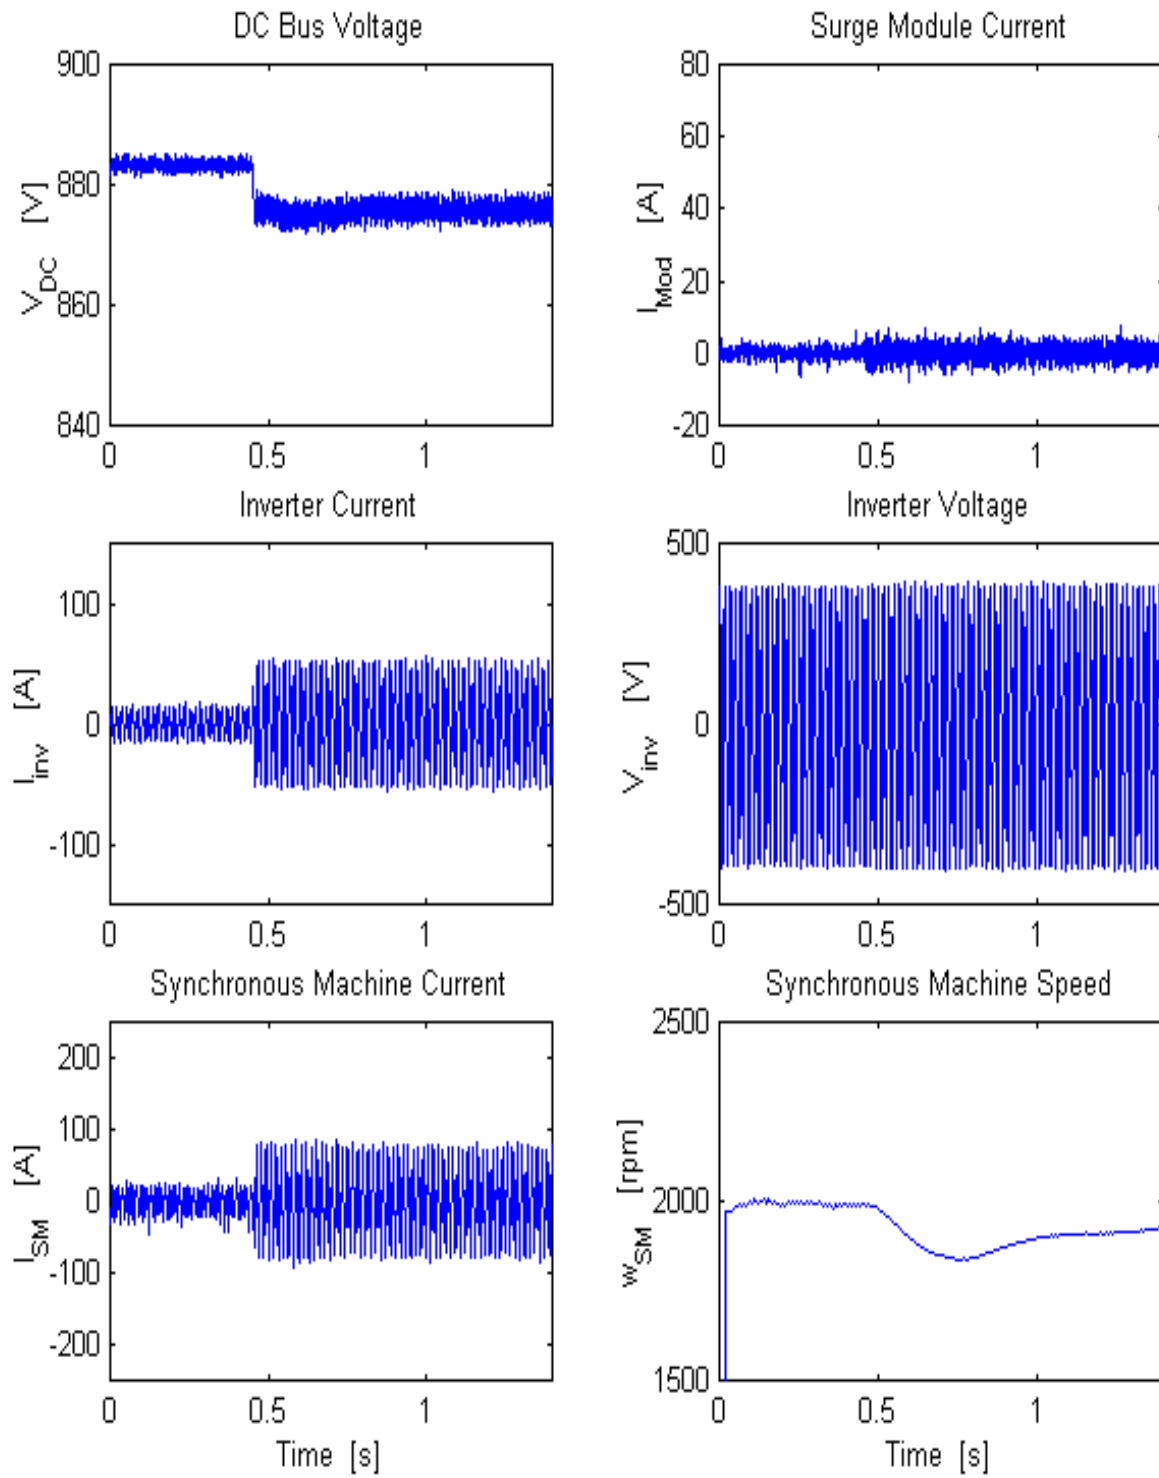 DC Bus Voltage
900
880
860
840
V_DC [V]
0 0.5 1
Surge Module Current
80
60
40
20
0
-20
I_Mod [A]
0 0.5 1
Inverter Current
100
0
-100
I_inv [A]
0 0.5 1
Inverter Voltage
500
0
-500
V_inv [V]
0 0.5 1
Synchronous Machine Current
200
100
0
-100
-200
I_SM [A]
0 0.5 1
Time [s]
Synchronous Machine Speed
2500
2000
1500
w_SM [rpm]
0 0.5 1
Time [s]